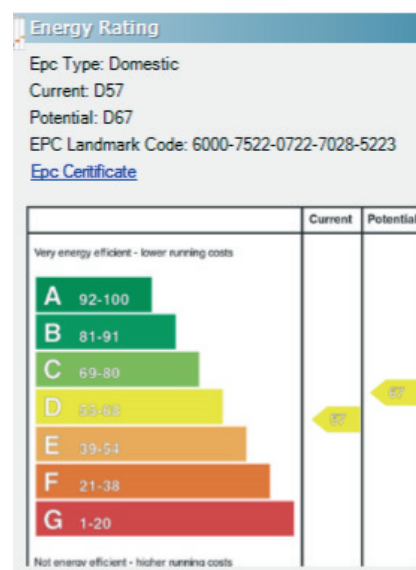 Energy Rating
Epc Type: Domestic
Current: D57
Potential: D67
EPC Landmark Code: 6000-7522-0722-7028-5223
Epc Ceritificate
Current Potential
Very energy efficient - lower running costs
A 92-100
B 81-91
C 69-80
67
D 55-68
57
E 39-54
F 21-38
G 1-20
Not energy efficient - higher running costs